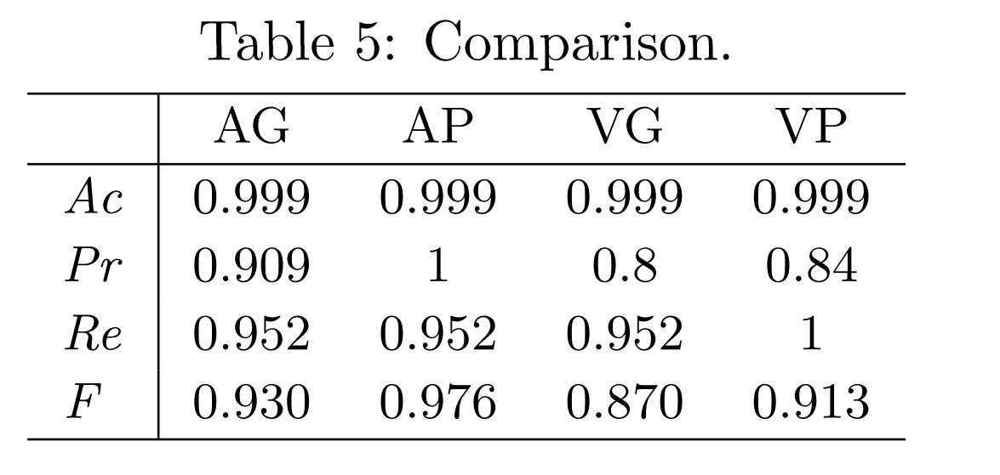 Table 5: Comparison.
AG AP VG VP
Ac 0.999 0.999 0.999 0.999
Pr 0.909 1 0.8 0.84
Re 0.952 0.952 0.952 1
F 0.930 0.976 0.870 0.913